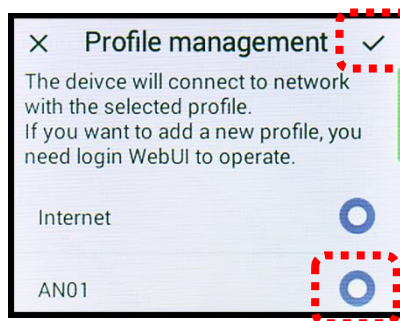 Profile management
The deivce will connect to network
with the selected profile.
If you want to add a new profile, you
need login WebUI to operate.
Internet
AN01